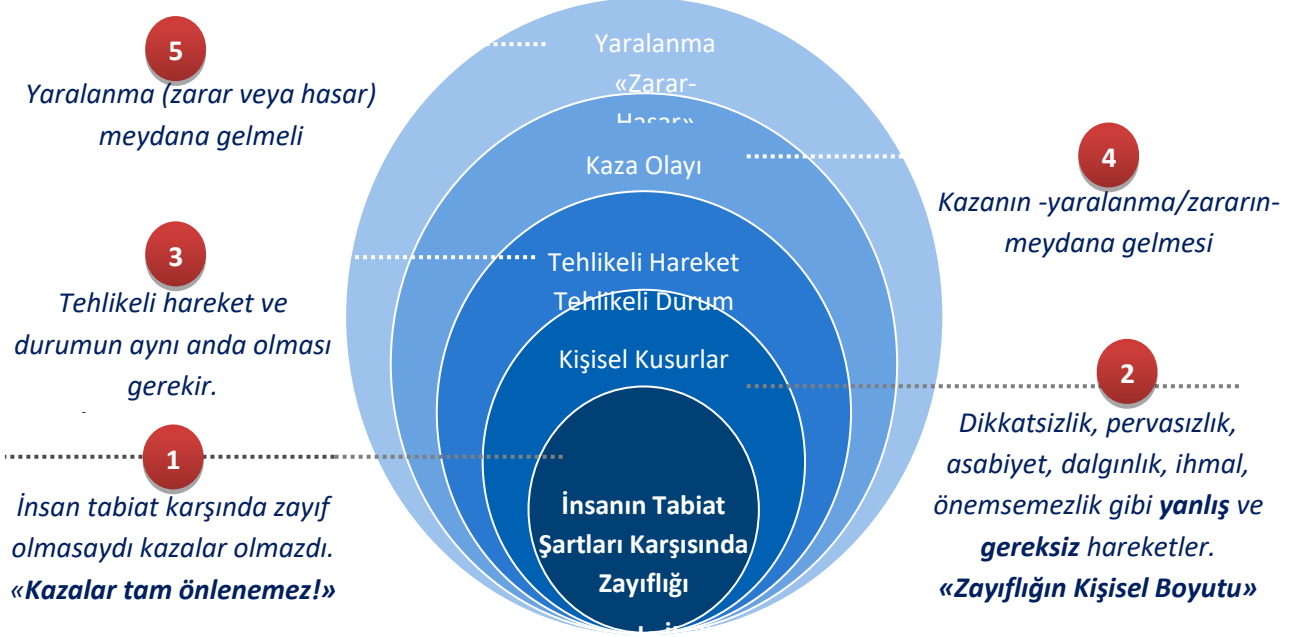 5
Yaralanma (zarar veya hasar)
meydana gelmeli
Yaralanma
«Zarar-
Hasar»
Kaza Olayı
4
Kazanın -yaralanma/zararın-
meydana gelmesi
3
Tehlikeli hareket ve
durumun aynı anda olması
gerekir.
Tehlikeli Hareket
Tehlikeli Durum
Kişisel Kusurlar
2
Dikkatsizlik, pervasızlık,
asabiyet, dalgınlık, ihmal,
önemsemezlik gibi yanlış ve
gereksiz hareketler.
«Zayıflığın Kişisel Boyutu»
1
İnsan tabiat karşında zayıf
olmasaydı kazalar olmazdı.
«Kazalar tam önlenemez!»
İnsanın Tabiat
Şartları Karşısında
Zayıflığı